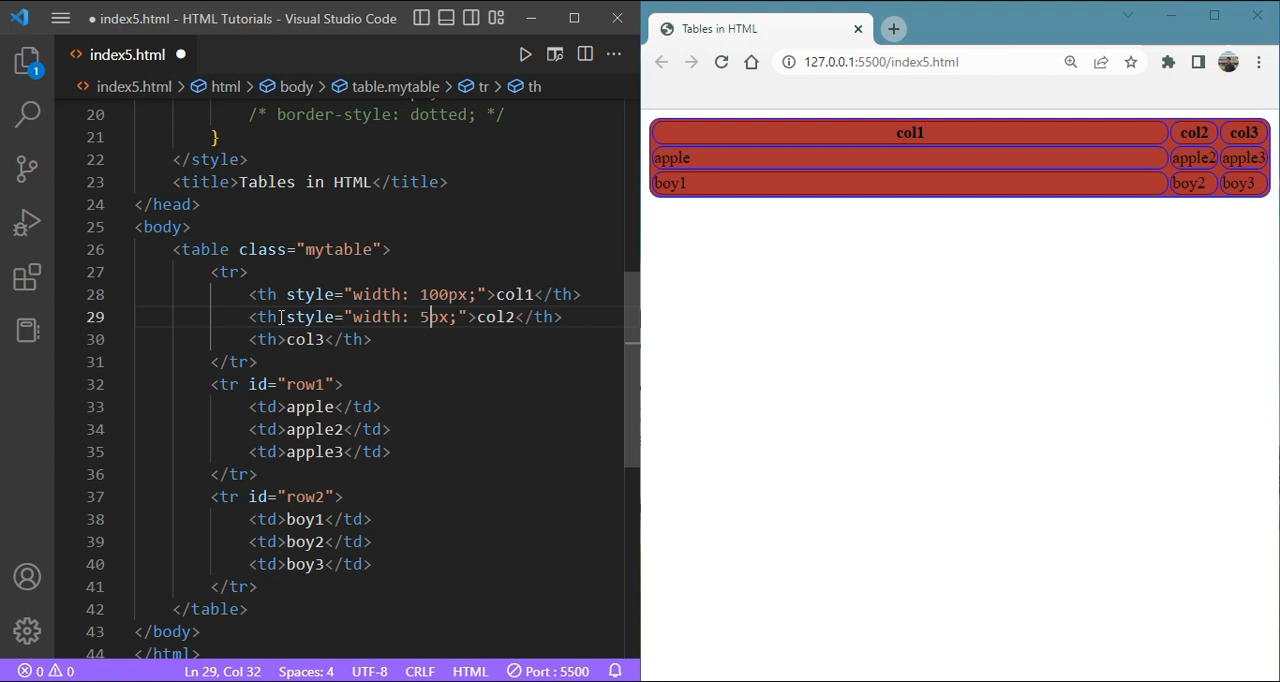 ● index5.html - HTML Tutorials - Visual Studio Code
index5.html ●
index5.html > html > body > table.mytable > tr > th
20 /* border-style: dotted; */
21 }
22 </style>
23 <title>Tables in HTML</title>
24 </head>
25 <body>
26 <table class="mytable">
27 <tr>
28 <th style="width: 100px;">col1</th>
29 <th style="width: 5px;">col2</th>
30 <th>col3</th>
31 </tr>
32 <tr id="row1">
33 <td>apple</td>
34 <td>apple2</td>
35 <td>apple3</td>
36 </tr>
37 <tr id="row2">
38 <td>boy1</td>
39 <td>boy2</td>
40 <td>boy3</td>
41 </tr>
42 </table>
43 </body>
44 </html>
1
0 0 Ln 29, Col 32 Spaces: 4 UTF-8 CRLF HTML Port : 5500
Tables in HTML
127.0.0.1:5500/index5.html
col1 col2 col3
apple apple2 apple3
boy1 boy2 boy3